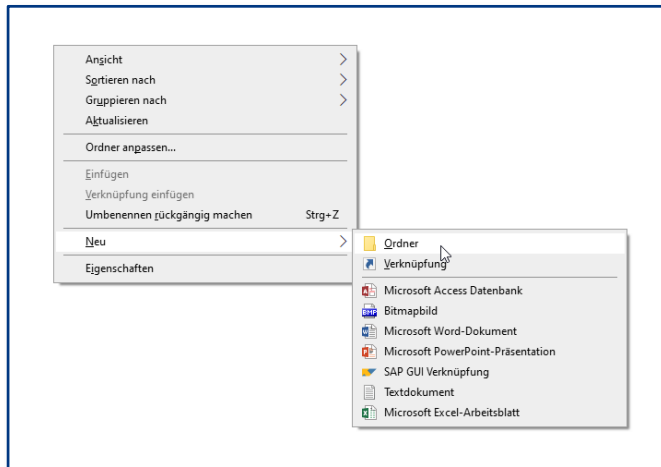 Ansicht
Sortieren nach
Gruppieren nach
Aktualisieren
Ordner anpassen...
Einfügen
Verknüpfung einfügen
Umbenennen rückgängig machen Strg+Z
Neu
Eigenschaften
Ordner
Verknüpfung
Microsoft Access Datenbank
BMP Bitmapbild
Microsoft Word-Dokument
Microsoft PowerPoint-Präsentation
SAP GUI Verknüpfung
Textdokument
Microsoft Excel-Arbeitsblatt